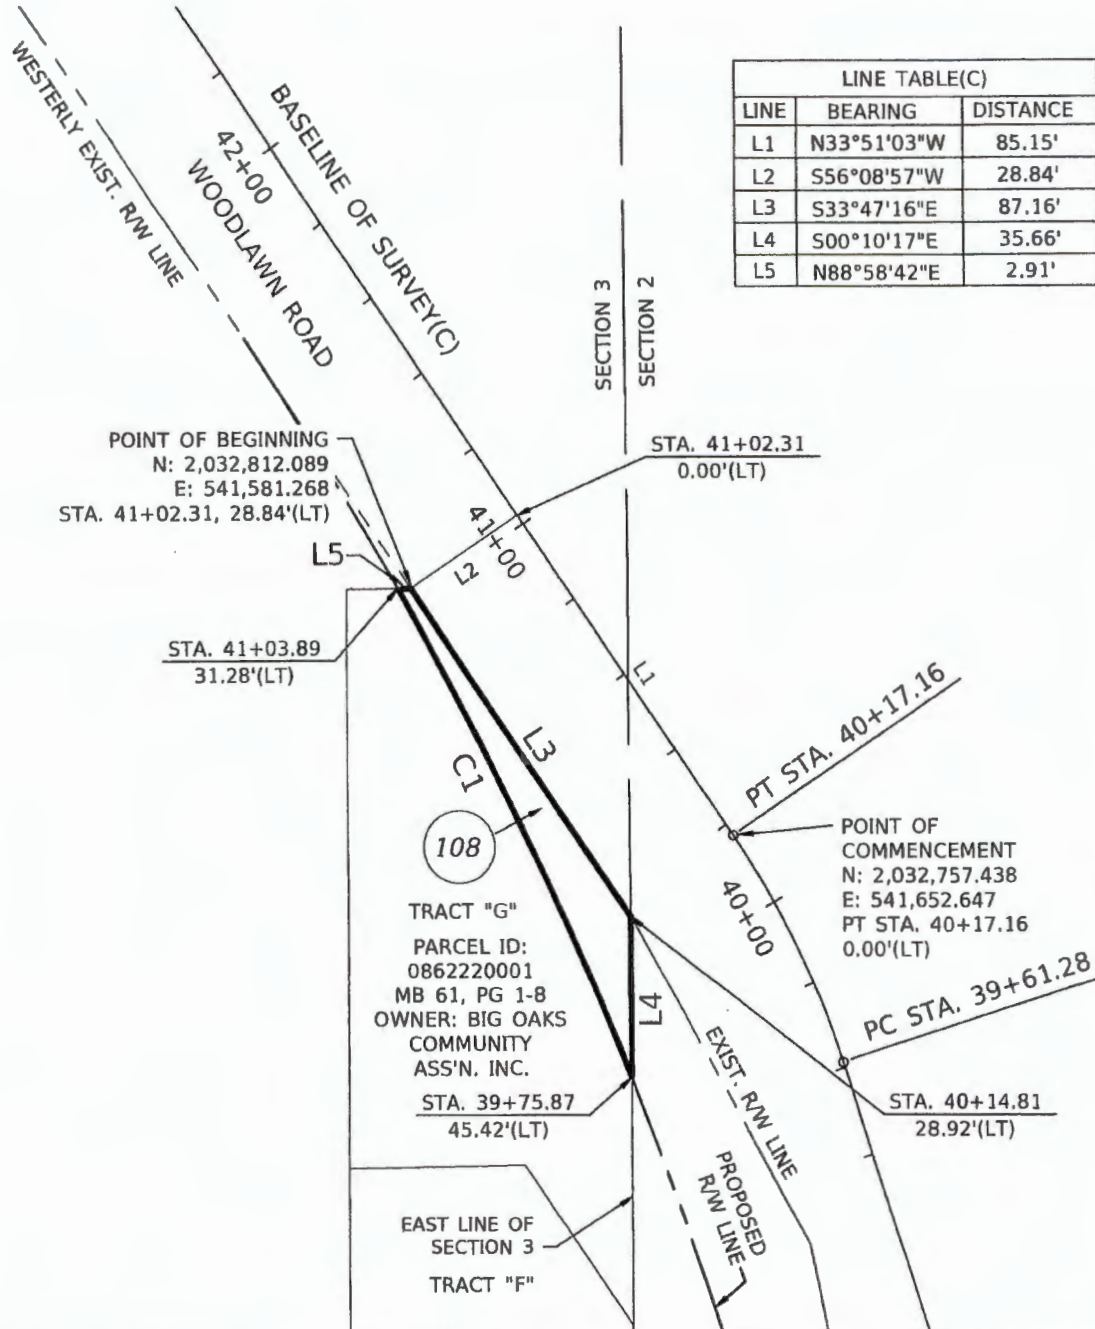 LINE TABLE(C)
LINE BEARING DISTANCE
L1 N33°51'03"W 85.15'
L2 S56°08'57"W 28.84'
L3 S33°47'16"E 87.16'
L4 S00°10'17"E 35.66'
L5 N88°58'42"E 2.91'
WESTERLY EXIST. R/W LINE
WOODLAWN ROAD
42+00
BASELINE OF SURVEY(C)
SECTION 3
SECTION 2
POINT OF BEGINNING
N: 2,032,812.089
E: 541,581.268
STA. 41+02.31, 28.84'(LT)
STA. 41+02.31
0.00'(LT)
41+00
L2
L5
STA. 41+03.89
31.28'(LT)
L1
L3
C1
PT STA. 40+17.16
108
POINT OF
COMMENCEMENT
N: 2,032,757.438
E: 541,652.647
PT STA. 40+17.16
0.00'(LT)
40+00
TRACT "G"
PARCEL ID:
0862220001
MB 61, PG 1-8
OWNER: BIG OAKS
COMMUNITY
ASS'N. INC.
L4
PC STA. 39+61.28
STA. 39+75.87
45.42'(LT)
EXIST. R/W LINE
STA. 40+14.81
28.92'(LT)
PROPOSED
R/W LINE
EAST LINE OF
SECTION 3
TRACT "F"